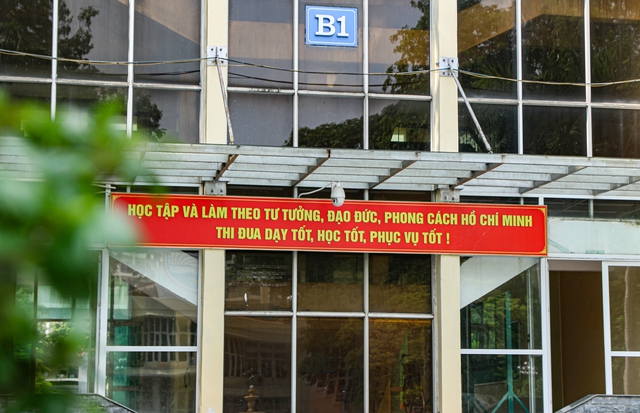 B1
HỌC TẬP VÀ LÀM THEO TƯ TƯỞNG, ĐẠO ĐỨC, PHONG CÁCH HỒ CHÍ MINH
THI ĐUA DẠY TỐT, HỌC TỐT, PHỤC VỤ TỐT !